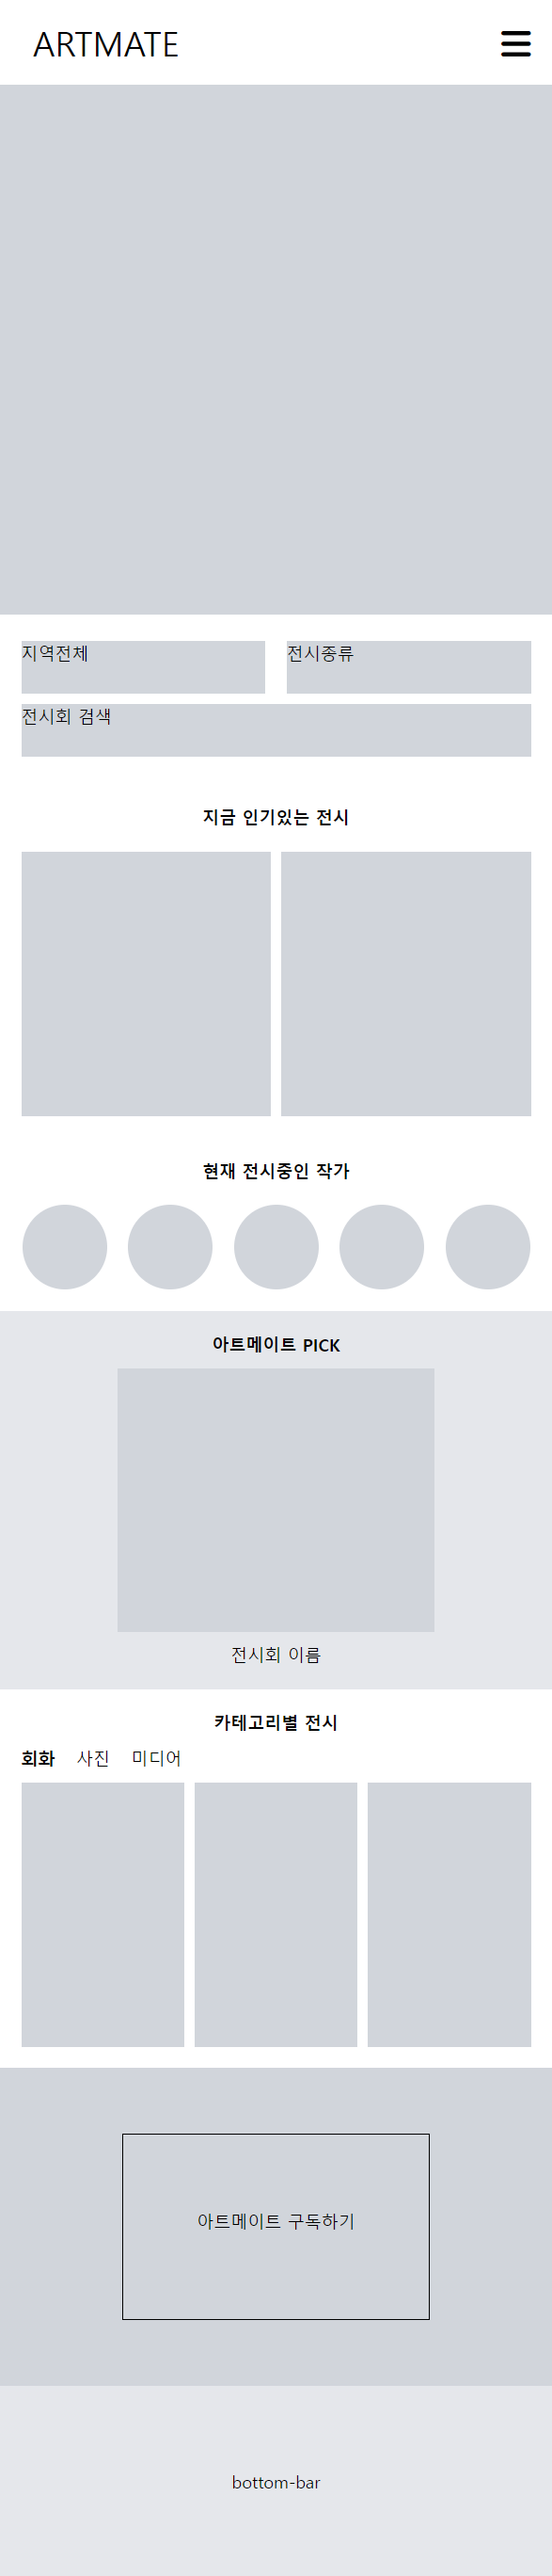 ARTMATE
지역전체
전시종류
전시회 검색
지금 인기있는 전시
현재 전시중인 작가
아트메이트 PICK
전시회 이름
카테고리별 전시
회화 사진 미디어
아트메이트 구독하기
bottom-bar